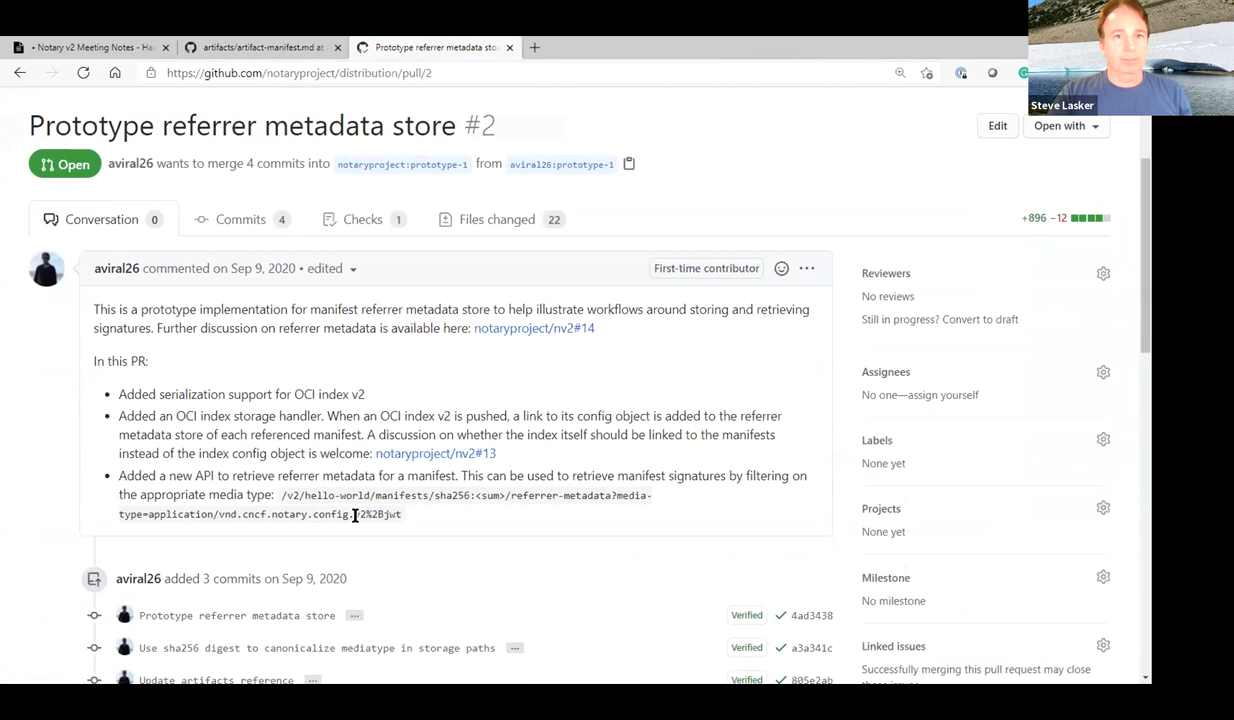 • Notary v2 Meeting Notes - Ha
artifacts/artifact-manifest.md at
Prototype referrer metadata sto
https://github.com/notaryproject/distribution/pull/2
Steve Lasker
Prototype referrer metadata store #2
Edit
Open with
Open
aviral26 wants to merge 4 commits into notaryproject:prototype-1 from aviral26:prototype-1
Conversation 0
Commits 4
Checks 1
Files changed 22
+896 −12
aviral26 commented on Sep 9, 2020 • edited
First-time contributor
This is a prototype implementation for manifest referrer metadata store to help illustrate workflows around storing and retrieving
signatures. Further discussion on referrer metadata is available here: notaryproject/nv2#14
In this PR:
• Added serialization support for OCI index v2
• Added an OCI index storage handler. When an OCI index v2 is pushed, a link to its config object is added to the referrer
metadata store of each referenced manifest. A discussion on whether the index itself should be linked to the manifests
instead of the index config object is welcome: notaryproject/nv2#13
• Added a new API to retrieve referrer metadata for a manifest. This can be used to retrieve manifest signatures by filtering on
the appropriate media type: /v2/hello-world/manifests/sha256:<sum>/referrer-metadata?media-
type=application/vnd.cncf.notary.config.v2%2Bjwt
Reviewers
No reviews
Still in progress? Convert to draft
Assignees
No one—assign yourself
Labels
None yet
Projects
None yet
Milestone
No milestone
Linked issues
Successfully merging this pull request may close
aviral26 added 3 commits on Sep 9, 2020
Prototype referrer metadata store ...
Verified
4ad3438
Use sha256 digest to canonicalize mediatype in storage paths ...
Verified
a3a341c
Update artifacts reference ...
Verified
805e2ab